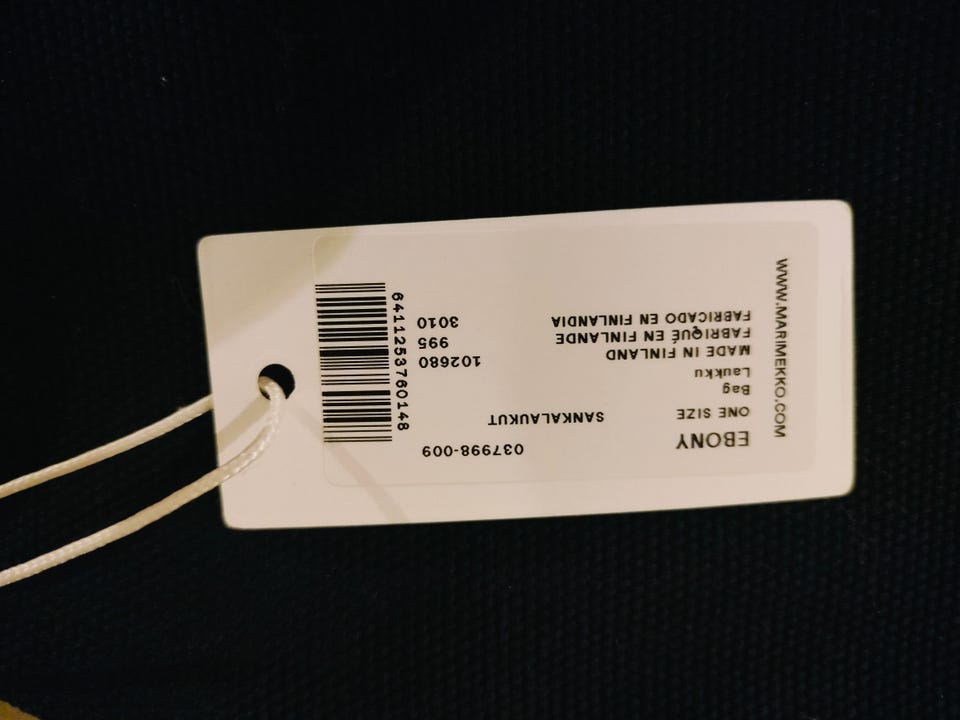 EBONY 037998-009
ONE SIZE SANKALAUKUT
Bag
Laukku
MADE IN FINLAND 102680
FABRIQUÉ EN FINLANDE 995
FABRICADO EN FINLANDIA 3010
WWW.MARIMEKKO.COM
6411253760148